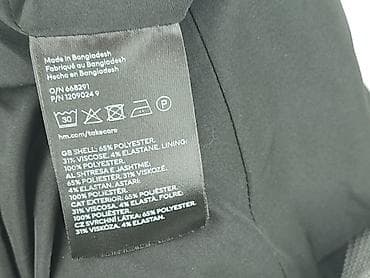 Made in Bangladesh
Fabriqué au Bangladesh
Hecho en Bangladesh
O/N 668291
P/N 1209024 9
30 P
hm.com/takecare
GB SHELL: 65% POLYESTER,
31% VISCOSE, 4% ELASTANE. LINING:
100% POLYESTER.
AL SHTRESA E JASHTME:
65% POLIESTER, 31% VISKOZË,
4% ELASTAN. ASTARI:
100% POLIESTER.
CAT EXTERIOR: 65% POLIÈSTER,
31% VISCOSA, 4% ELASTÀ. FOLRE:
100% POLIÈSTER.
CZ SVRCHNÍ LÁTKA: 65% POLYESTER,
31% VISKÓZA, 4% ELASTAN.